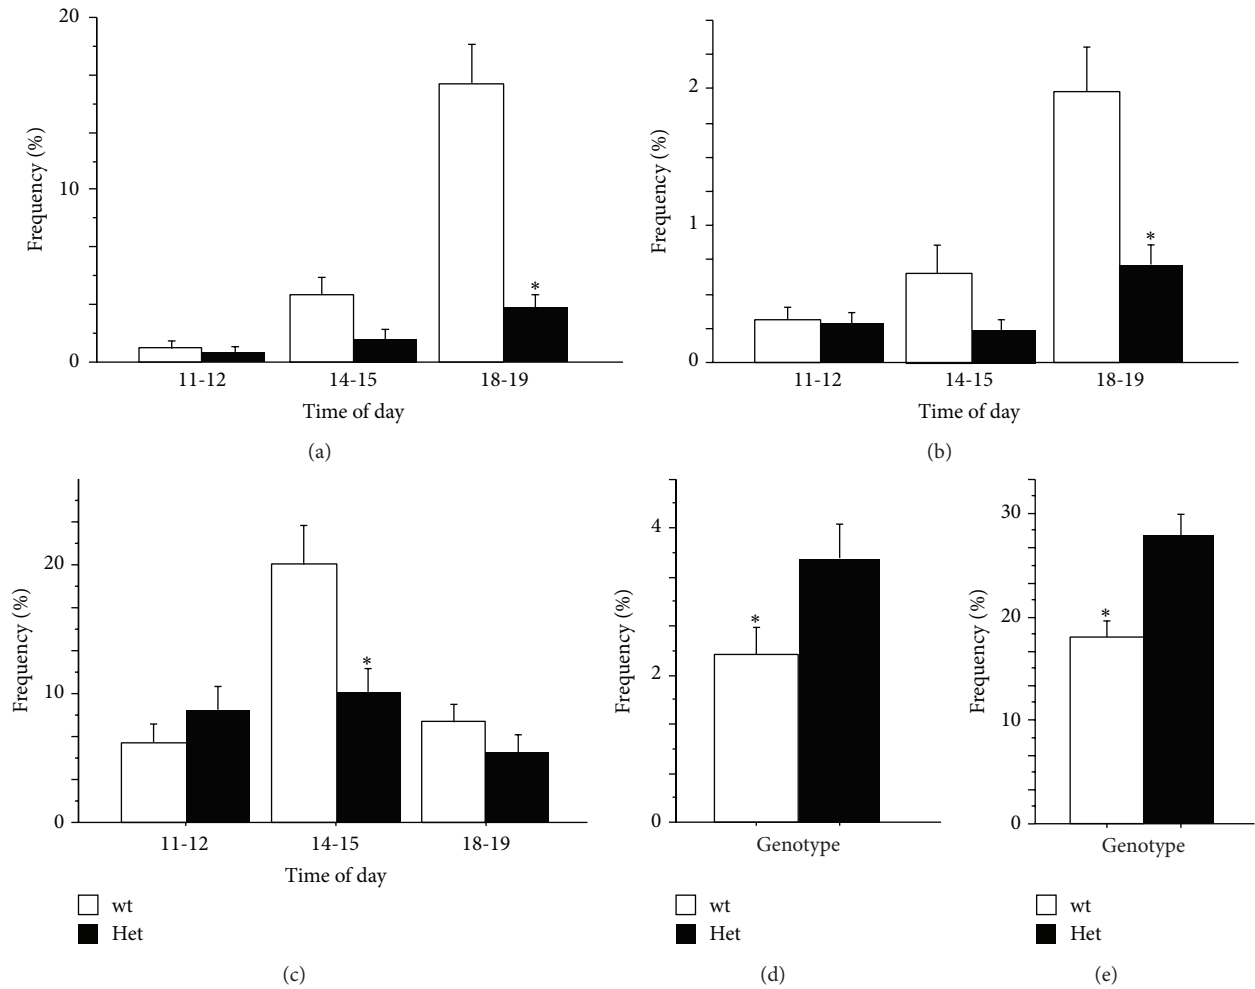 20
10
0
Frequency (%)
*
11-12 14-15 18-19
Time of day
(a)
2
1
0
Frequency (%)
*
11-12 14-15 18-19
Time of day
(b)
20
10
0
Frequency (%)
*
11-12 14-15 18-19
Time of day
wt
Het
(c)
4
2
0
Frequency (%)
*
Genotype
wt
Het
(d)
30
20
10
0
Frequency (%)
*
Genotype
wt
Het
(e)